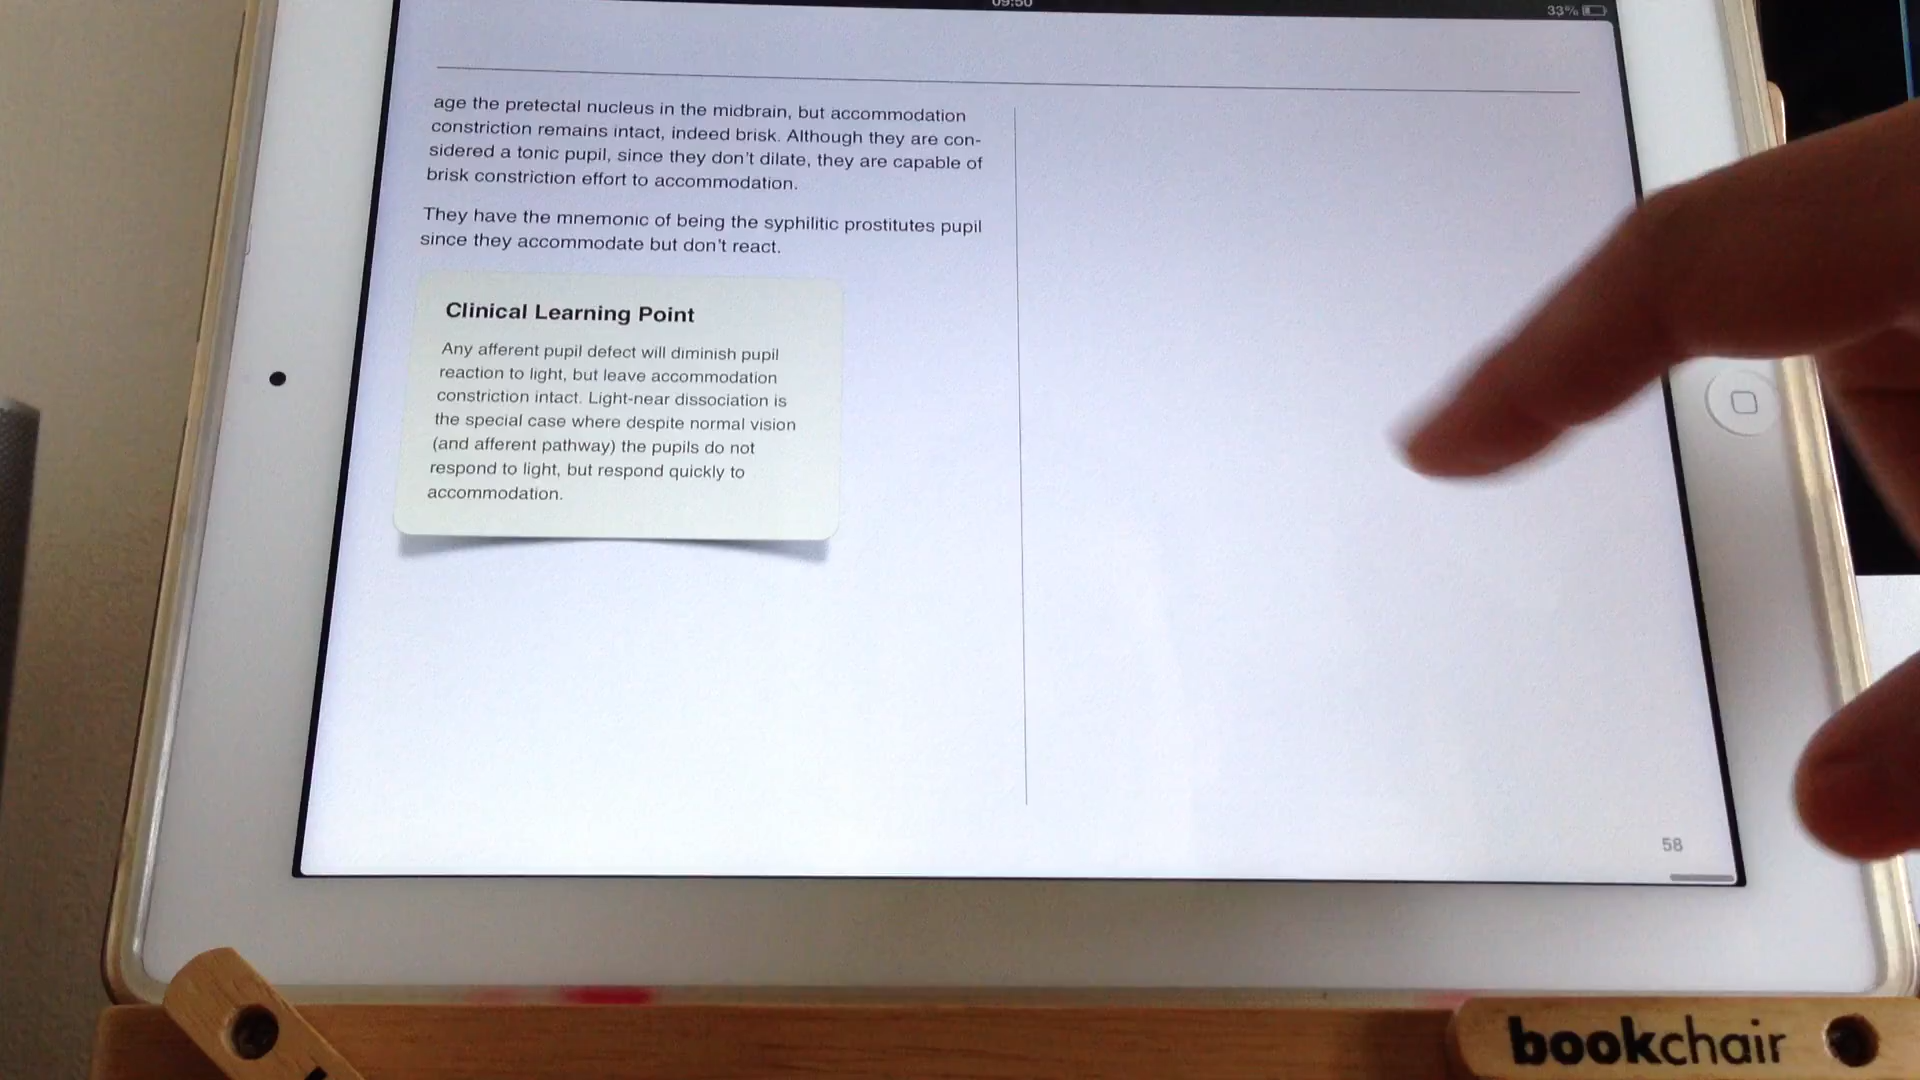 09:50
33%
age the pretectal nucleus in the midbrain, but accommodation
constriction remains intact, indeed brisk. Although they are con-
sidered a tonic pupil, since they don't dilate, they are capable of
brisk constriction effort to accommodation.
They have the mnemonic of being the syphilitic prostitutes pupil
since they accommodate but don't react.
Clinical Learning Point
Any afferent pupil defect will diminish pupil
reaction to light, but leave accommodation
constriction intact. Light-near dissociation is
the special case where despite normal vision
(and afferent pathway) the pupils do not
respond to light, but respond quickly to
accommodation.
58
bookchair